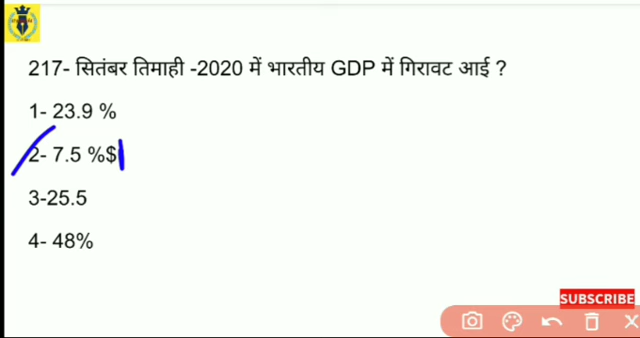 217- सितंबर तिमाही -2020 में भारतीय GDP में गिरावट आई ?
1- 23.9 %
2- 7.5 %$
3-25.5
4- 48%
SUBSCRIBE